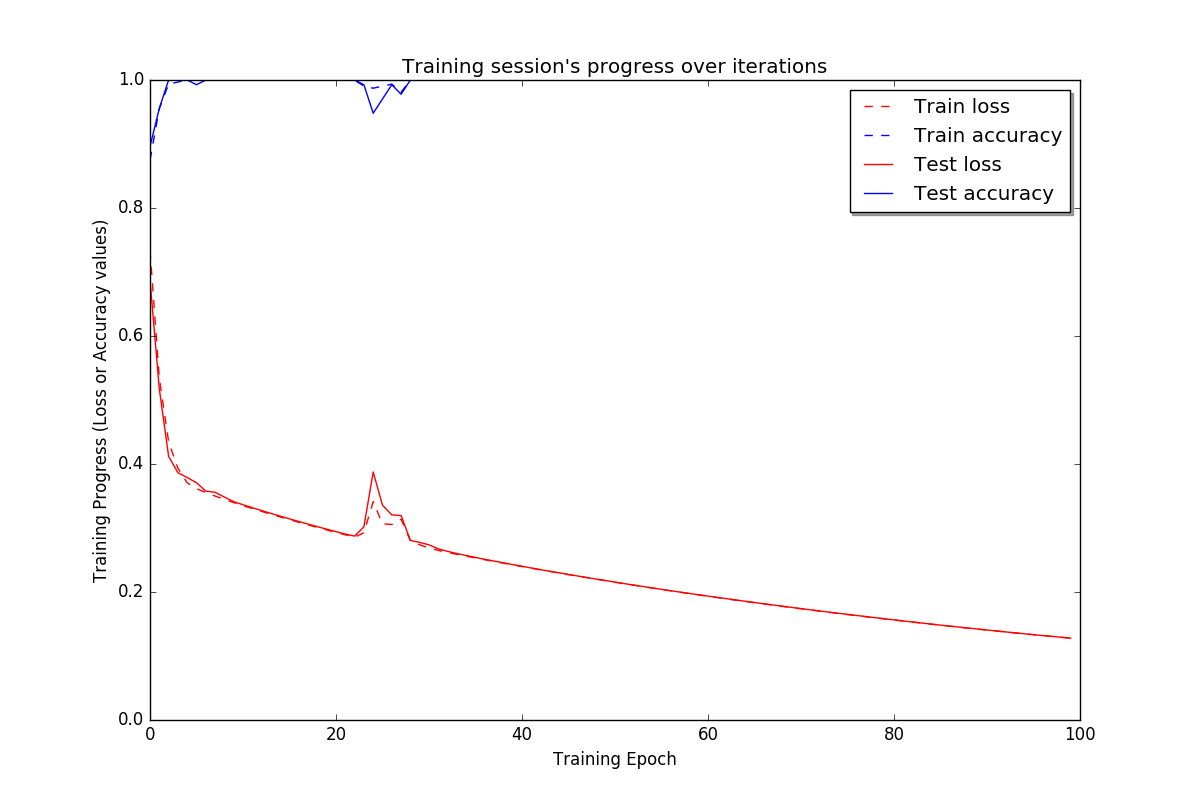 Training session's progress over iterations
1.0
0.8
0.6
0.4
0.2
0.0
Training Progress (Loss or Accuracy values)
Train loss
Train accuracy
Test loss
Test accuracy
0 20 40 60 80 100
Training Epoch